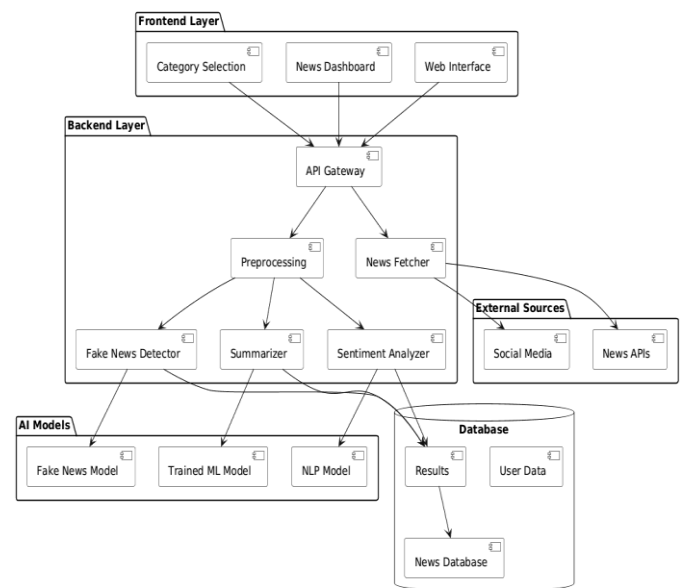 Frontend Layer
Category Selection
News Dashboard
Web Interface
Backend Layer
API Gateway
Preprocessing
News Fetcher
External Sources
Fake News Detector
Summarizer
Sentiment Analyzer
Social Media
News APIs
AI Models
Database
Fake News Model
Trained ML Model
NLP Model
Results
User Data
News Database